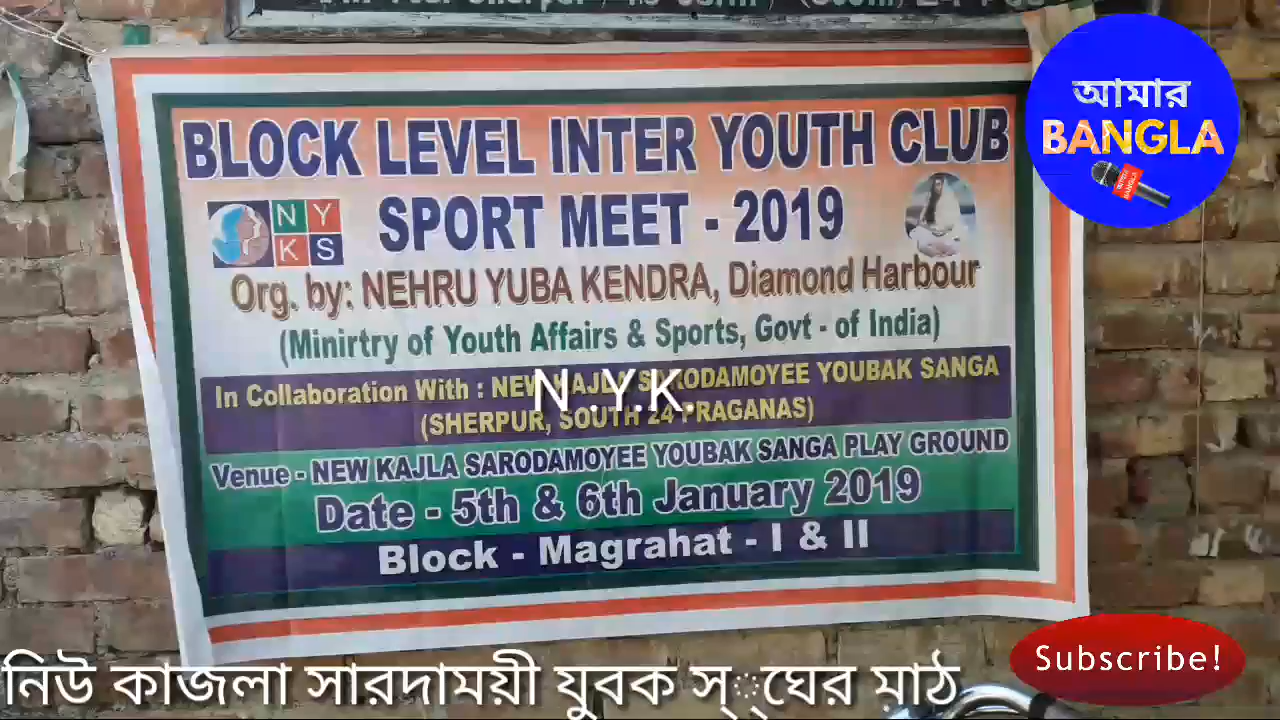 আমার
BANGLA
BLOCK LEVEL INTER YOUTH CLUB
SPORT MEET - 2019
N Y
K S
Org. by: NEHRU YUBA KENDRA, Diamond Harbour
(Minirtry of Youth Affairs & Sports, Govt - of India)
In Collaboration With : NEW KAJLA SARODAMOYEE YOUBAK SANGA
N .Y.K.
(SHERPUR, SOUTH 24 PRAGANAS)
Venue - NEW KAJLA SARODAMOYEE YOUBAK SANGA PLAY GROUND
Date - 5th & 6th January 2019
Block - Magrahat - I & II
Subscribe!
নিউ কাজলা সারদাময়ী যুবক স্ঙ্ঘের মাঠ